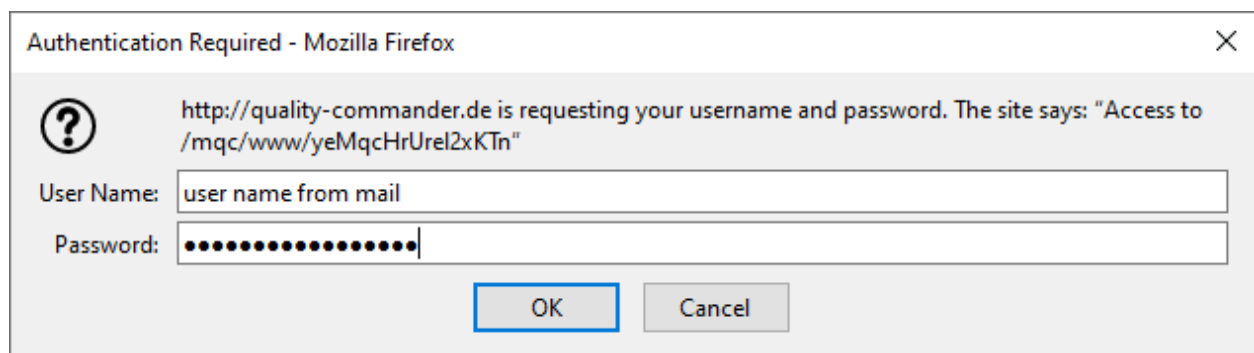 Authentication Required - Mozilla Firefox
http://quality-commander.de is requesting your username and password. The site says: “Access to
/mqc/www/yeMqcHrUrel2xKTn”
User Name: user name from mail
Password: ●●●●●●●●●●●●●●●●●
OK Cancel